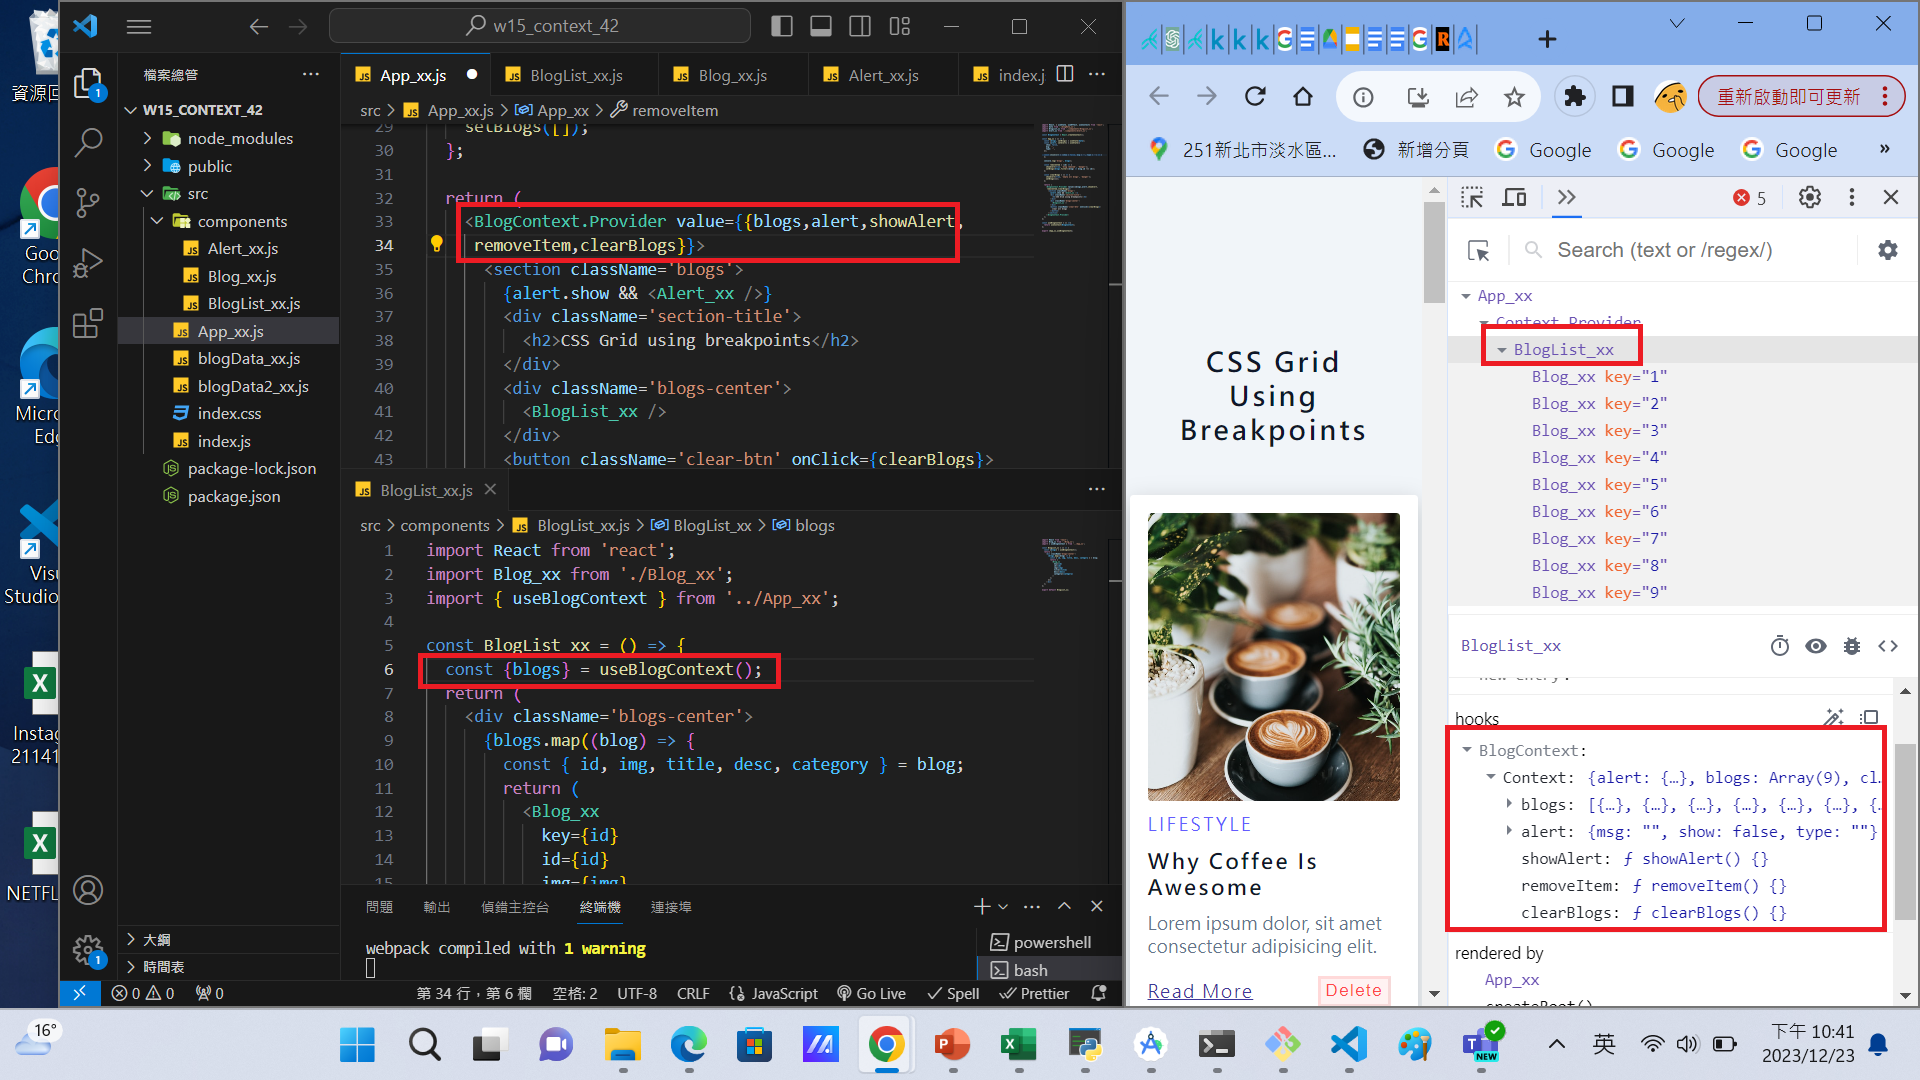 資源回
Goo
Chro
Micro
Ed
Visu
Studio
Insta
21141
NETFL
w15_context_42
檔案總管
W15_CONTEXT_42
node_modules
public
src
components
Alert_xx.js
Blog_xx.js
BlogList_xx.js
App_xx.js
blogData_xx.js
blogData2_xx.js
index.css
index.js
package-lock.json
package.json
大綱
時間表
App_xx.js BlogList_xx.js Blog_xx.js Alert_xx.js index.j
src > App_xx.js > App_xx > removeItem
29 setBlogs([]);
30 };
31
32 return (
33 <BlogContext.Provider value={{blogs,alert,showAlert,
34 removeItem,clearBlogs}}>
35 <section className='blogs'>
36 {alert.show && <Alert_xx />}
37 <div className='section-title'>
38 <h2>CSS Grid using breakpoints</h2>
39 </div>
40 <div className='blogs-center'>
41 <BlogList_xx />
42 </div>
43 <button className='clear-btn' onClick={clearBlogs}>
BlogList_xx.js
src > components > BlogList_xx.js > BlogList_xx > blogs
1 import React from 'react';
2 import Blog_xx from './Blog_xx';
3 import { useBlogContext } from '../App_xx';
4
5 const BlogList_xx = () => {
6 const {blogs} = useBlogContext();
7 return (
8 <div className='blogs-center'>
9 {blogs.map((blog) => {
10 const { id, img, title, desc, category } = blog;
11 return (
12 <Blog_xx
13 key={id}
14 id={id}
15 img={img}
問題 輸出 偵錯主控台 終端機 連接埠
webpack compiled with 1 warning
powershell
bash
0 0 0 第 34 行，第 6 欄 空格: 2 UTF-8 CRLF JavaScript Go Live Spell Prettier
重新啟動即可更新
251新北市淡水區... 新增分頁 Google Google Google »
CSS Grid
Using
Breakpoints
LIFESTYLE
Why Coffee Is
Awesome
Lorem ipsum dolor, sit amet
consectetur adipisicing elit.
Read More Delete
5
Search (text or /regex/)
App_xx
Context.Provider
BlogList_xx
Blog_xx key="1"
Blog_xx key="2"
Blog_xx key="3"
Blog_xx key="4"
Blog_xx key="5"
Blog_xx key="6"
Blog_xx key="7"
Blog_xx key="8"
Blog_xx key="9"
BlogList_xx
new entry:
hooks
BlogContext:
Context: {alert: {…}, blogs: Array(9), cl…
blogs: [{…}, {…}, {…}, {…}, {…}, {…}, {…
alert: {msg: "", show: false, type: ""}
showAlert: ƒ showAlert() {}
removeItem: ƒ removeItem() {}
clearBlogs: ƒ clearBlogs() {}
rendered by
App_xx
createRoot()
16°
英
下午 10:41
2023/12/23